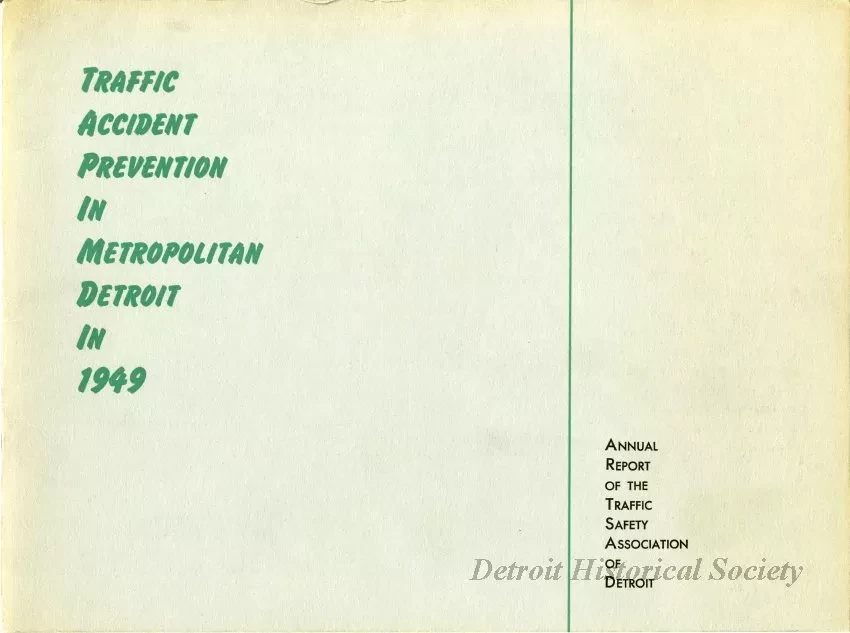 TRAFFIC
ACCIDENT
PREVENTION
IN
METROPOLITAN
DETROIT
IN
1949
ANNUAL
REPORT
OF THE
TRAFFIC
SAFETY
ASSOCIATION
OF
DETROIT
Detroit Historical Society